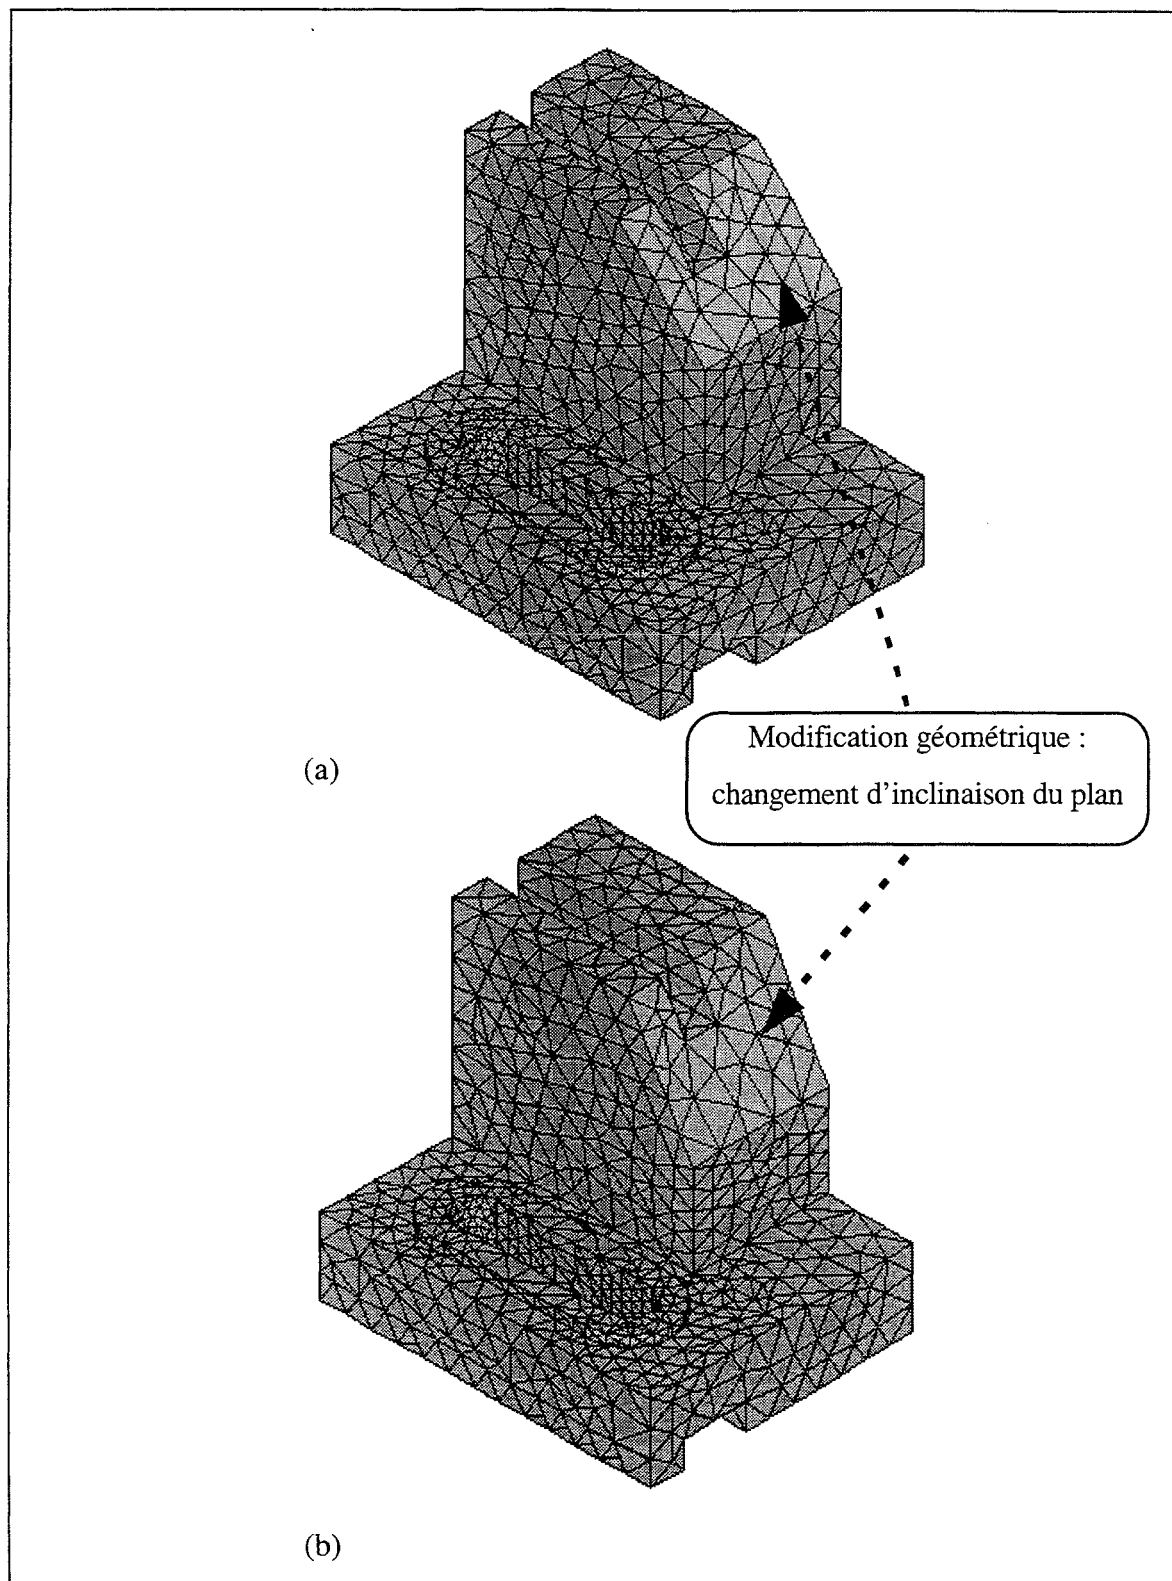 Modification géométrique :
changement d'inclinaison du plan
(a)
(b)